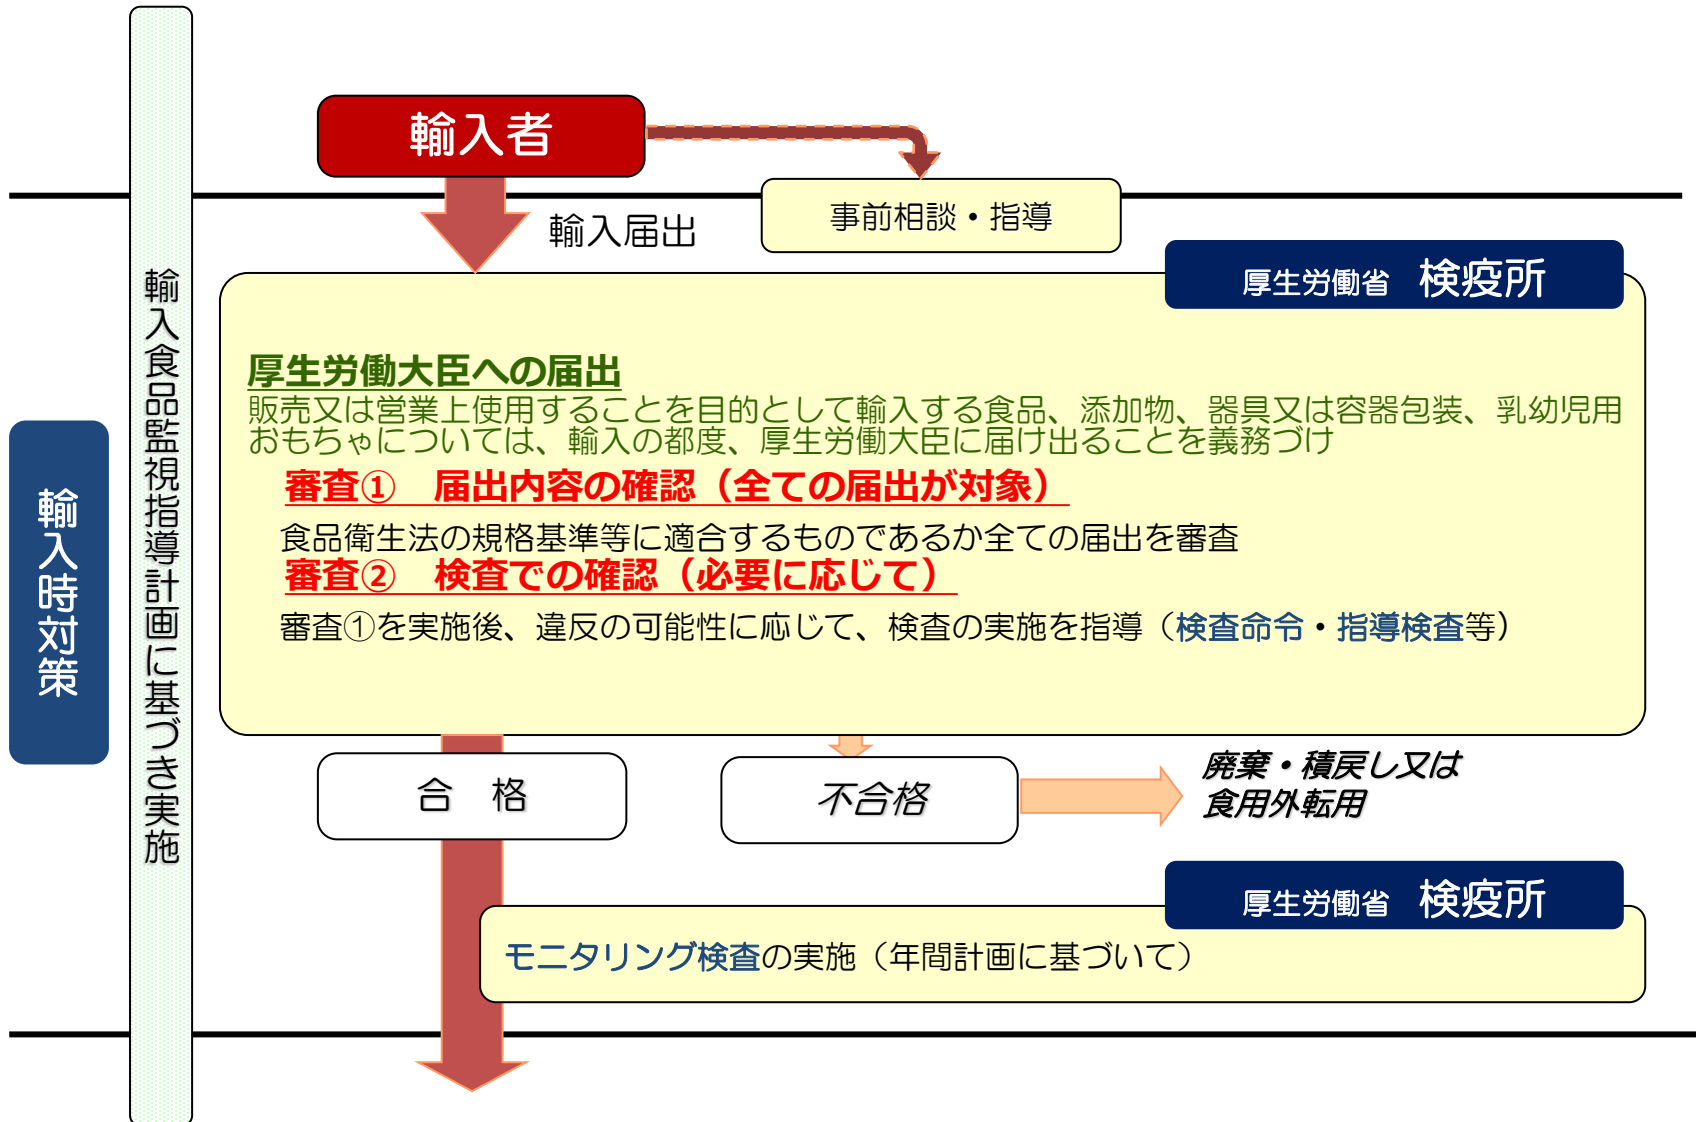 輸入者
事前相談・指導
輸入届出
厚生労働省 検疫所
輸入食品監視指導計画に基づき実施
輸入時対策
厚生労働大臣への届出
販売又は営業上使用することを目的として輸入する食品、添加物、器具又は容器包装、乳幼児用
おもちゃについては、輸入の都度、厚生労働大臣に届け出ることを義務づけ
審査①　届出内容の確認（全ての届出が対象）
食品衛生法の規格基準等に適合するものであるか全ての届出を審査
審査②　検査での確認（必要に応じて）
審査①を実施後、違反の可能性に応じて、検査の実施を指導（検査命令・指導検査等）
合　格
不合格
廃棄・積戻し又は
食用外転用
厚生労働省 検疫所
モニタリング検査の実施（年間計画に基づいて）